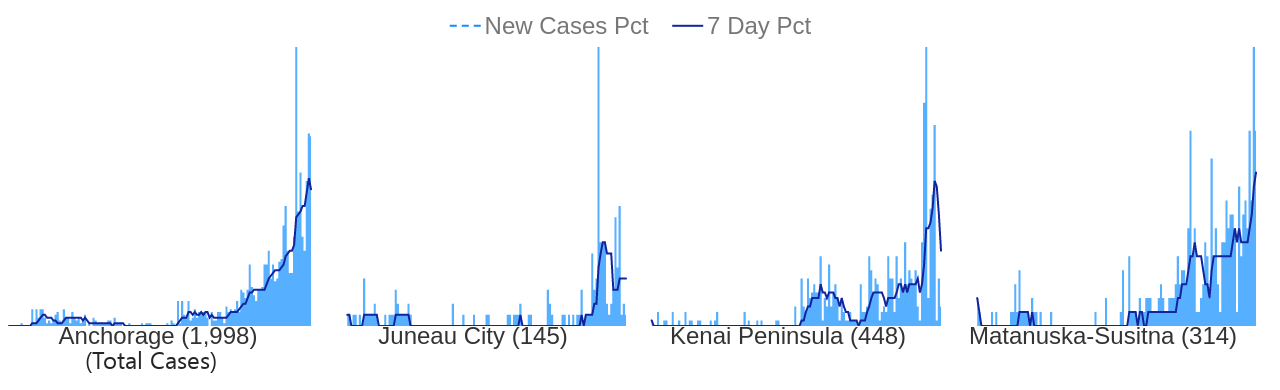 New Cases Pct 7 Day Pct
Anchorage (1,998) Juneau City (145) Kenai Peninsula (448) Matanuska-Susitna (314)
(Total Cases)